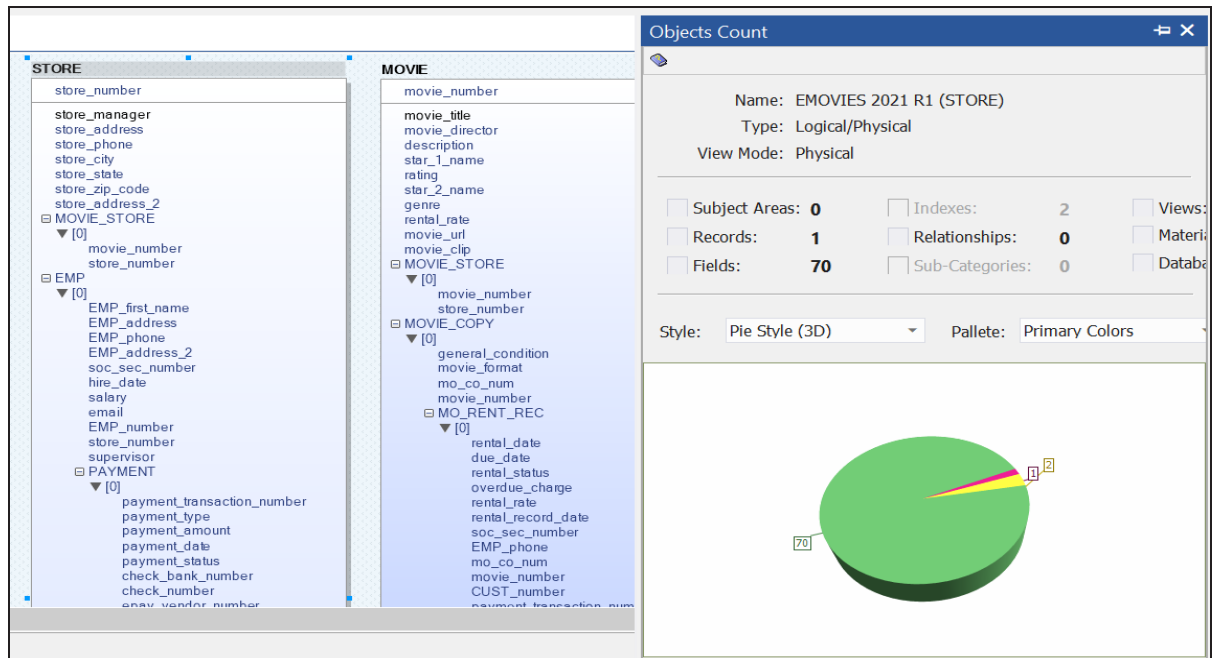 STORE
store_number
store_manager
store_address
store_phone
store_city
store_state
store_zip_code
store_address_2
MOVIE_STORE
[0]
movie_number
store_number
EMP
[0]
EMP_first_name
EMP_address
EMP_phone
EMP_address_2
soc_sec_number
hire_date
salary
email
EMP_number
store_number
supervisor
PAYMENT
[0]
payment_transaction_number
payment_type
payment_amount
payment_date
payment_status
check_bank_number
check_number
epay_vendor_number
MOVIE
movie_number
movie_title
movie_director
description
star_1_name
rating
star_2_name
genre
rental_rate
movie_url
movie_clip
MOVIE_STORE
[0]
movie_number
store_number
MOVIE_COPY
[0]
general_condition
movie_format
mo_co_num
movie_number
MO_RENT_REC
[0]
rental_date
due_date
rental_status
overdue_charge
rental_rate
rental_record_date
soc_sec_number
EMP_phone
mo_co_num
movie_number
CUST_number
payment_transaction_num
Objects Count
Name: EMOVIES 2021 R1 (STORE)
Type: Logical/Physical
View Mode: Physical
Subject Areas: 0 Indexes: 2 Views:
Records: 1 Relationships: 0 Materi
Fields: 70 Sub-Categories: 0 Databa
Style: Pie Style (3D) Pallete: Primary Colors
1 2
70